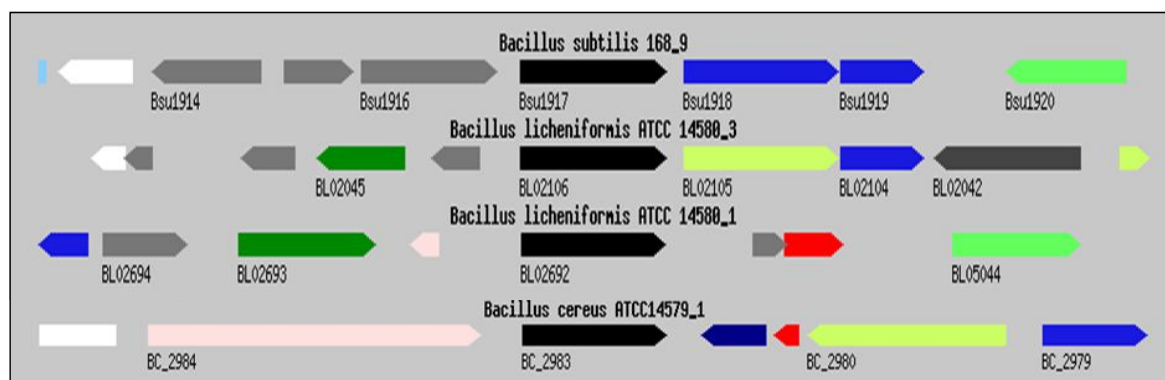 Bacillus subtilis 168_9
Bsu1914 Bsu1916 Bsu1917 Bsu1918 Bsu1919 Bsu1920
Bacillus licheniformis ATCC 14580_3
BL02045 BL02106 BL02105 BL02104 BL02042
Bacillus licheniformis ATCC 14580_1
BL02694 BL02693 BL02692 BL05044
Bacillus cereus ATCC14579_1
BC_2984 BC_2983 BC_2980 BC_2979